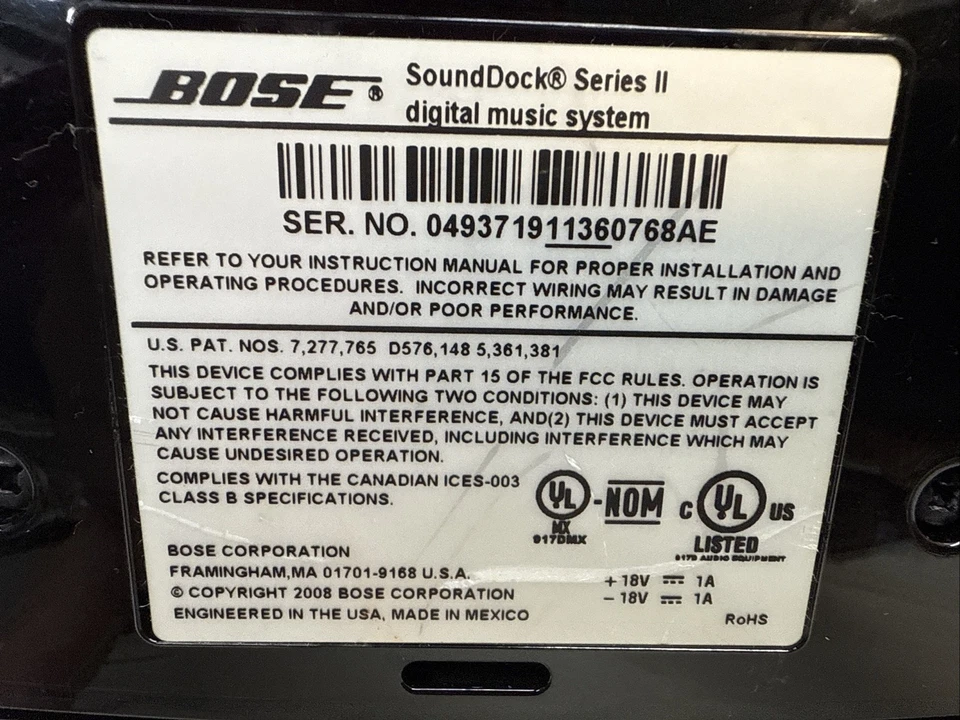 BOSE® SoundDock® Series II
digital music system
SER. NO. 049371911360768AE
REFER TO YOUR INSTRUCTION MANUAL FOR PROPER INSTALLATION AND
OPERATING PROCEDURES. INCORRECT WIRING MAY RESULT IN DAMAGE
AND/OR POOR PERFORMANCE.
U.S. PAT. NOS. 7,277,765 D576,148 5,361,381
THIS DEVICE COMPLIES WITH PART 15 OF THE FCC RULES. OPERATION IS
SUBJECT TO THE FOLLOWING TWO CONDITIONS: (1) THIS DEVICE MAY
NOT CAUSE HARMFUL INTERFERENCE, AND(2) THIS DEVICE MUST ACCEPT
ANY INTERFERENCE RECEIVED, INCLUDING INTERFERENCE WHICH MAY
CAUSE UNDESIRED OPERATION.
COMPLIES WITH THE CANADIAN ICES-003
CLASS B SPECIFICATIONS.
UL -NOM C UL US
MX LISTED
917DMX 917D AUDIO EQUIPMENT
BOSE CORPORATION
FRAMINGHAM,MA 01701-9168 U.S.A.
© COPYRIGHT 2008 BOSE CORPORATION
ENGINEERED IN THE USA, MADE IN MEXICO
+ 18V ⎓ 1A
− 18V ⎓ 1A
RoHS